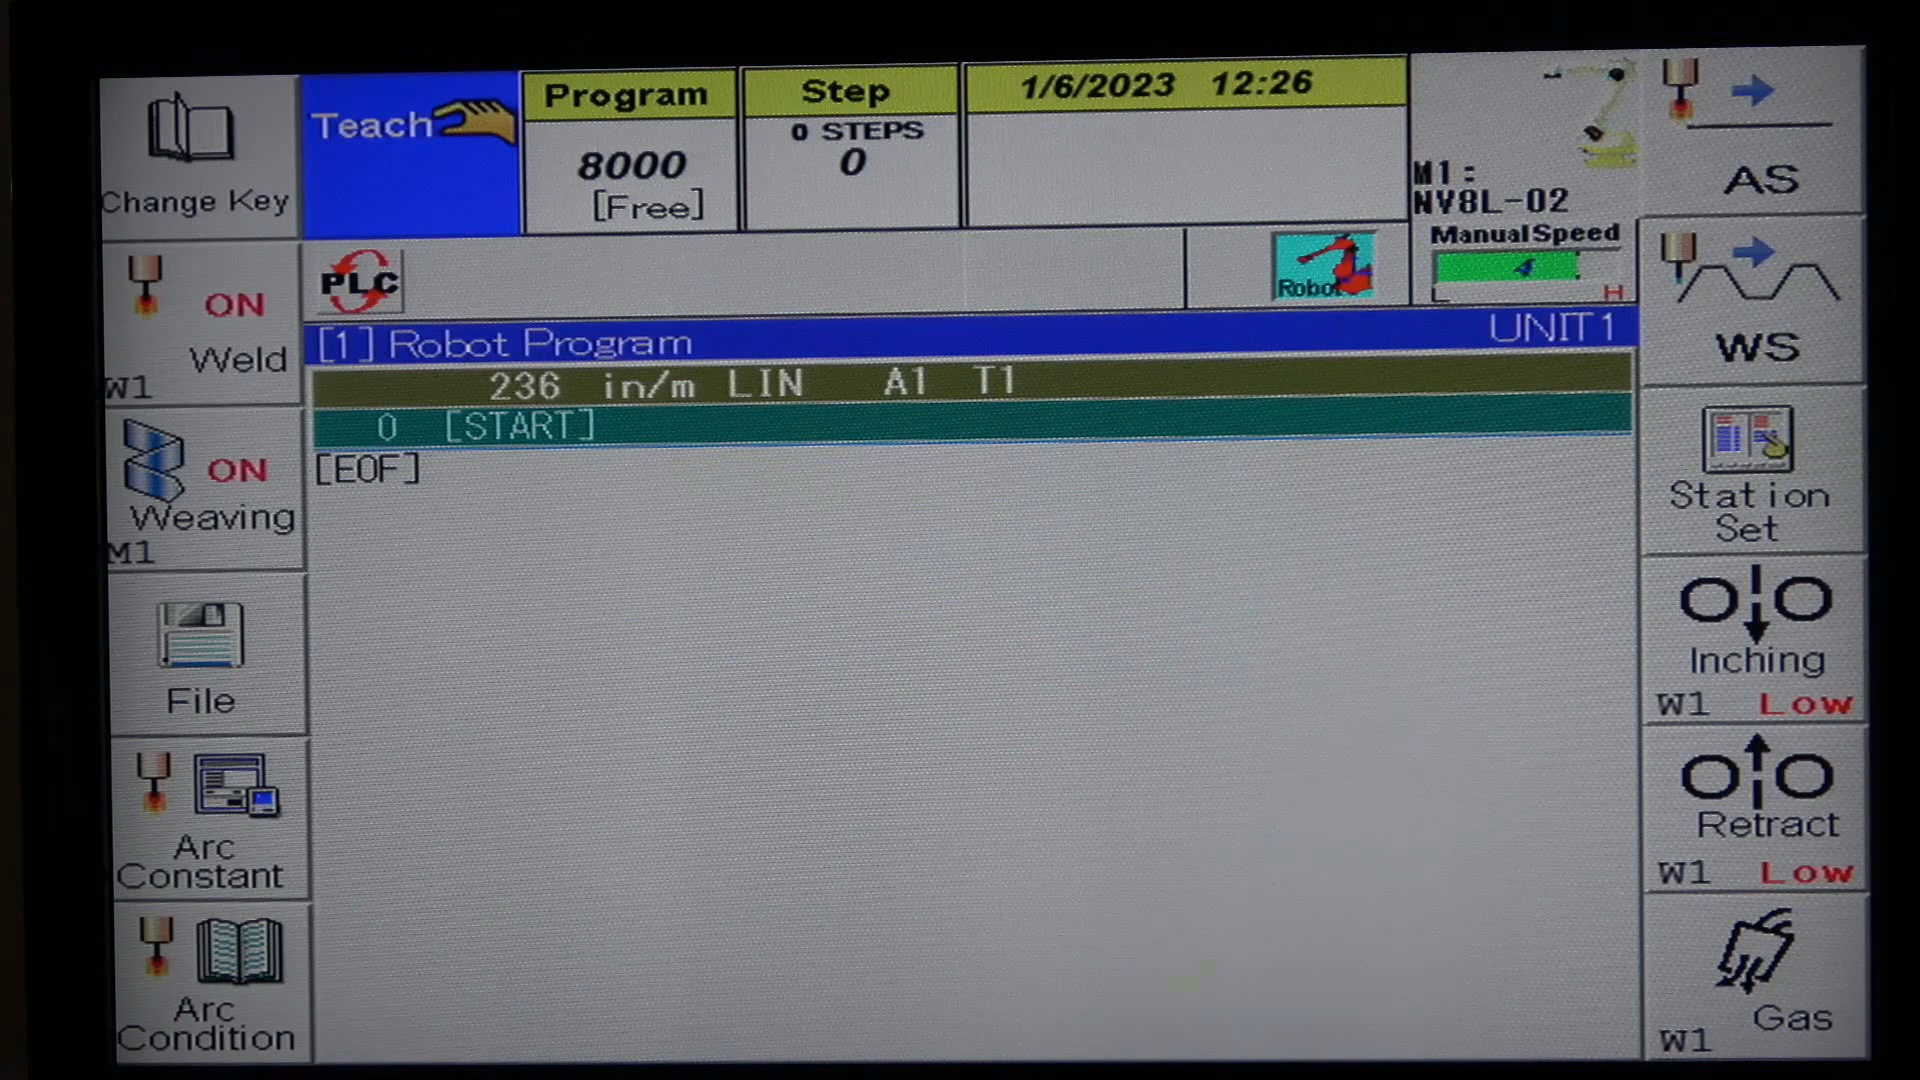 Change Key
Teach
Program
8000
[Free]
Step
0 STEPS
0
1/6/2023 12:26
M1:
NV8L-02
Manual Speed
4
L H
PLC
Robot
[1] Robot Program UNIT1
236 in/m LIN A1 T1
0 [START]
[EOF]
ON
Weld
W1
ON
Weaving
M1
File
Arc
Constant
Arc
Condition
AS
WS
Station
Set
Inching
W1 Low
Retract
W1 Low
Gas
W1